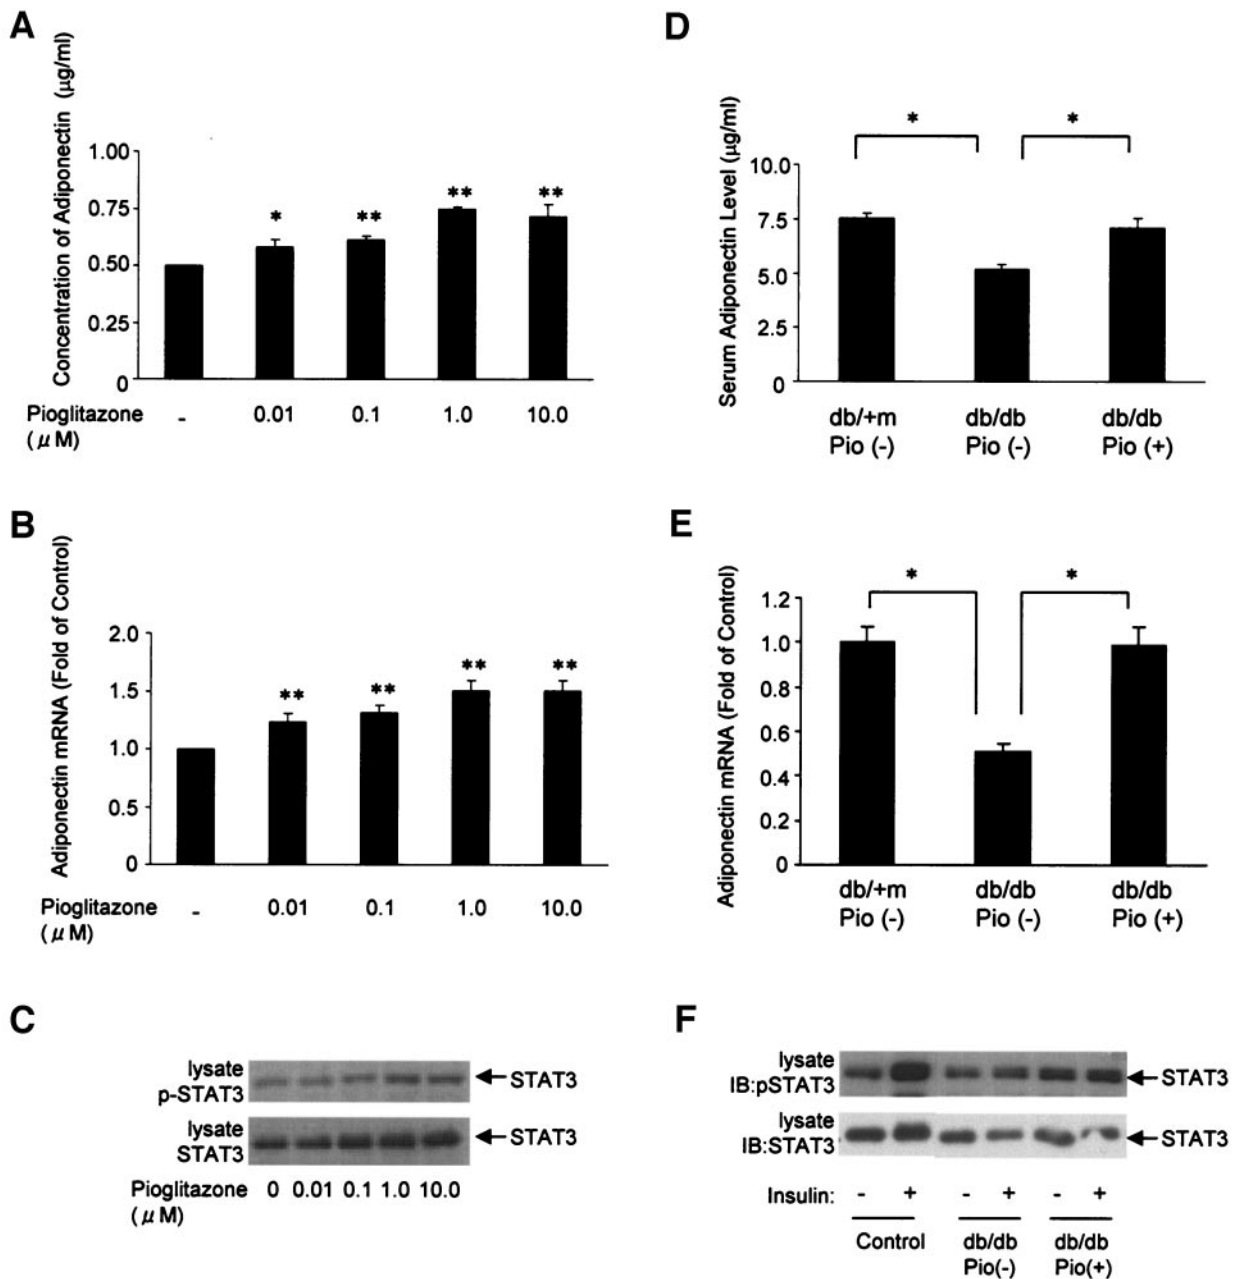 A
Concentration of Adiponectin (μg/ml)
1.00
0.75
0.50
0.25
0
* ** ** **
Pioglitazone - 0.01 0.1 1.0 10.0
(μM)
B
Adiponectin mRNA (Fold of Control)
2.0
1.5
1.0
0.5
0
** ** ** **
Pioglitazone - 0.01 0.1 1.0 10.0
(μM)
C
lysate
p-STAT3
STAT3
lysate
STAT3
STAT3
Pioglitazone 0 0.01 0.1 1.0 10.0
(μM)
D
Serum Adiponectin Level (μg/ml)
* *
10.0
7.5
5.0
2.5
0
db/+m db/db db/db
Pio (-) Pio (-) Pio (+)
E
Adiponectin mRNA (Fold of Control)
* *
1.2
1.0
0.8
0.6
0.4
0.2
0
db/+m db/db db/db
Pio (-) Pio (-) Pio (+)
F
lysate
IB:pSTAT3
STAT3
lysate
IB:STAT3
STAT3
Insulin: - + - + - +
Control db/db db/db
Pio(-) Pio(+)